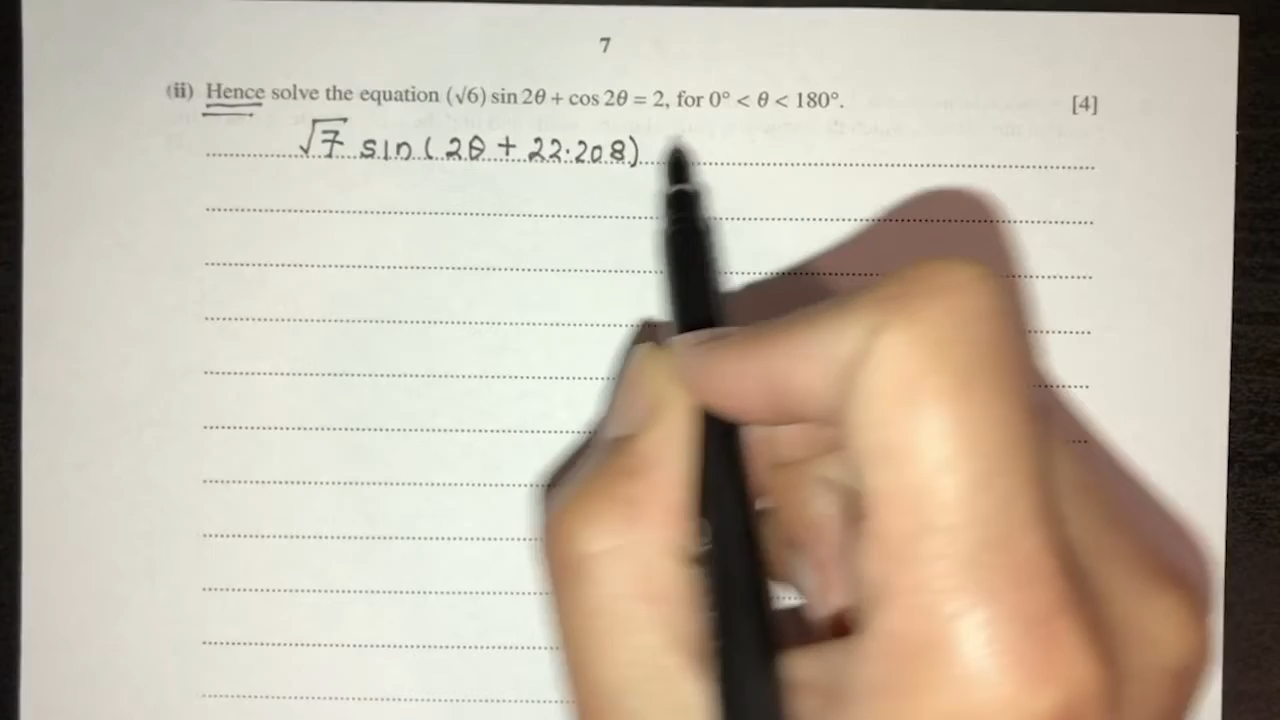 7
(ii) Hence solve the equation (√6) sin 2θ + cos 2θ = 2, for 0° < θ < 180°. [4]
√7 sin (2θ + 22.208)